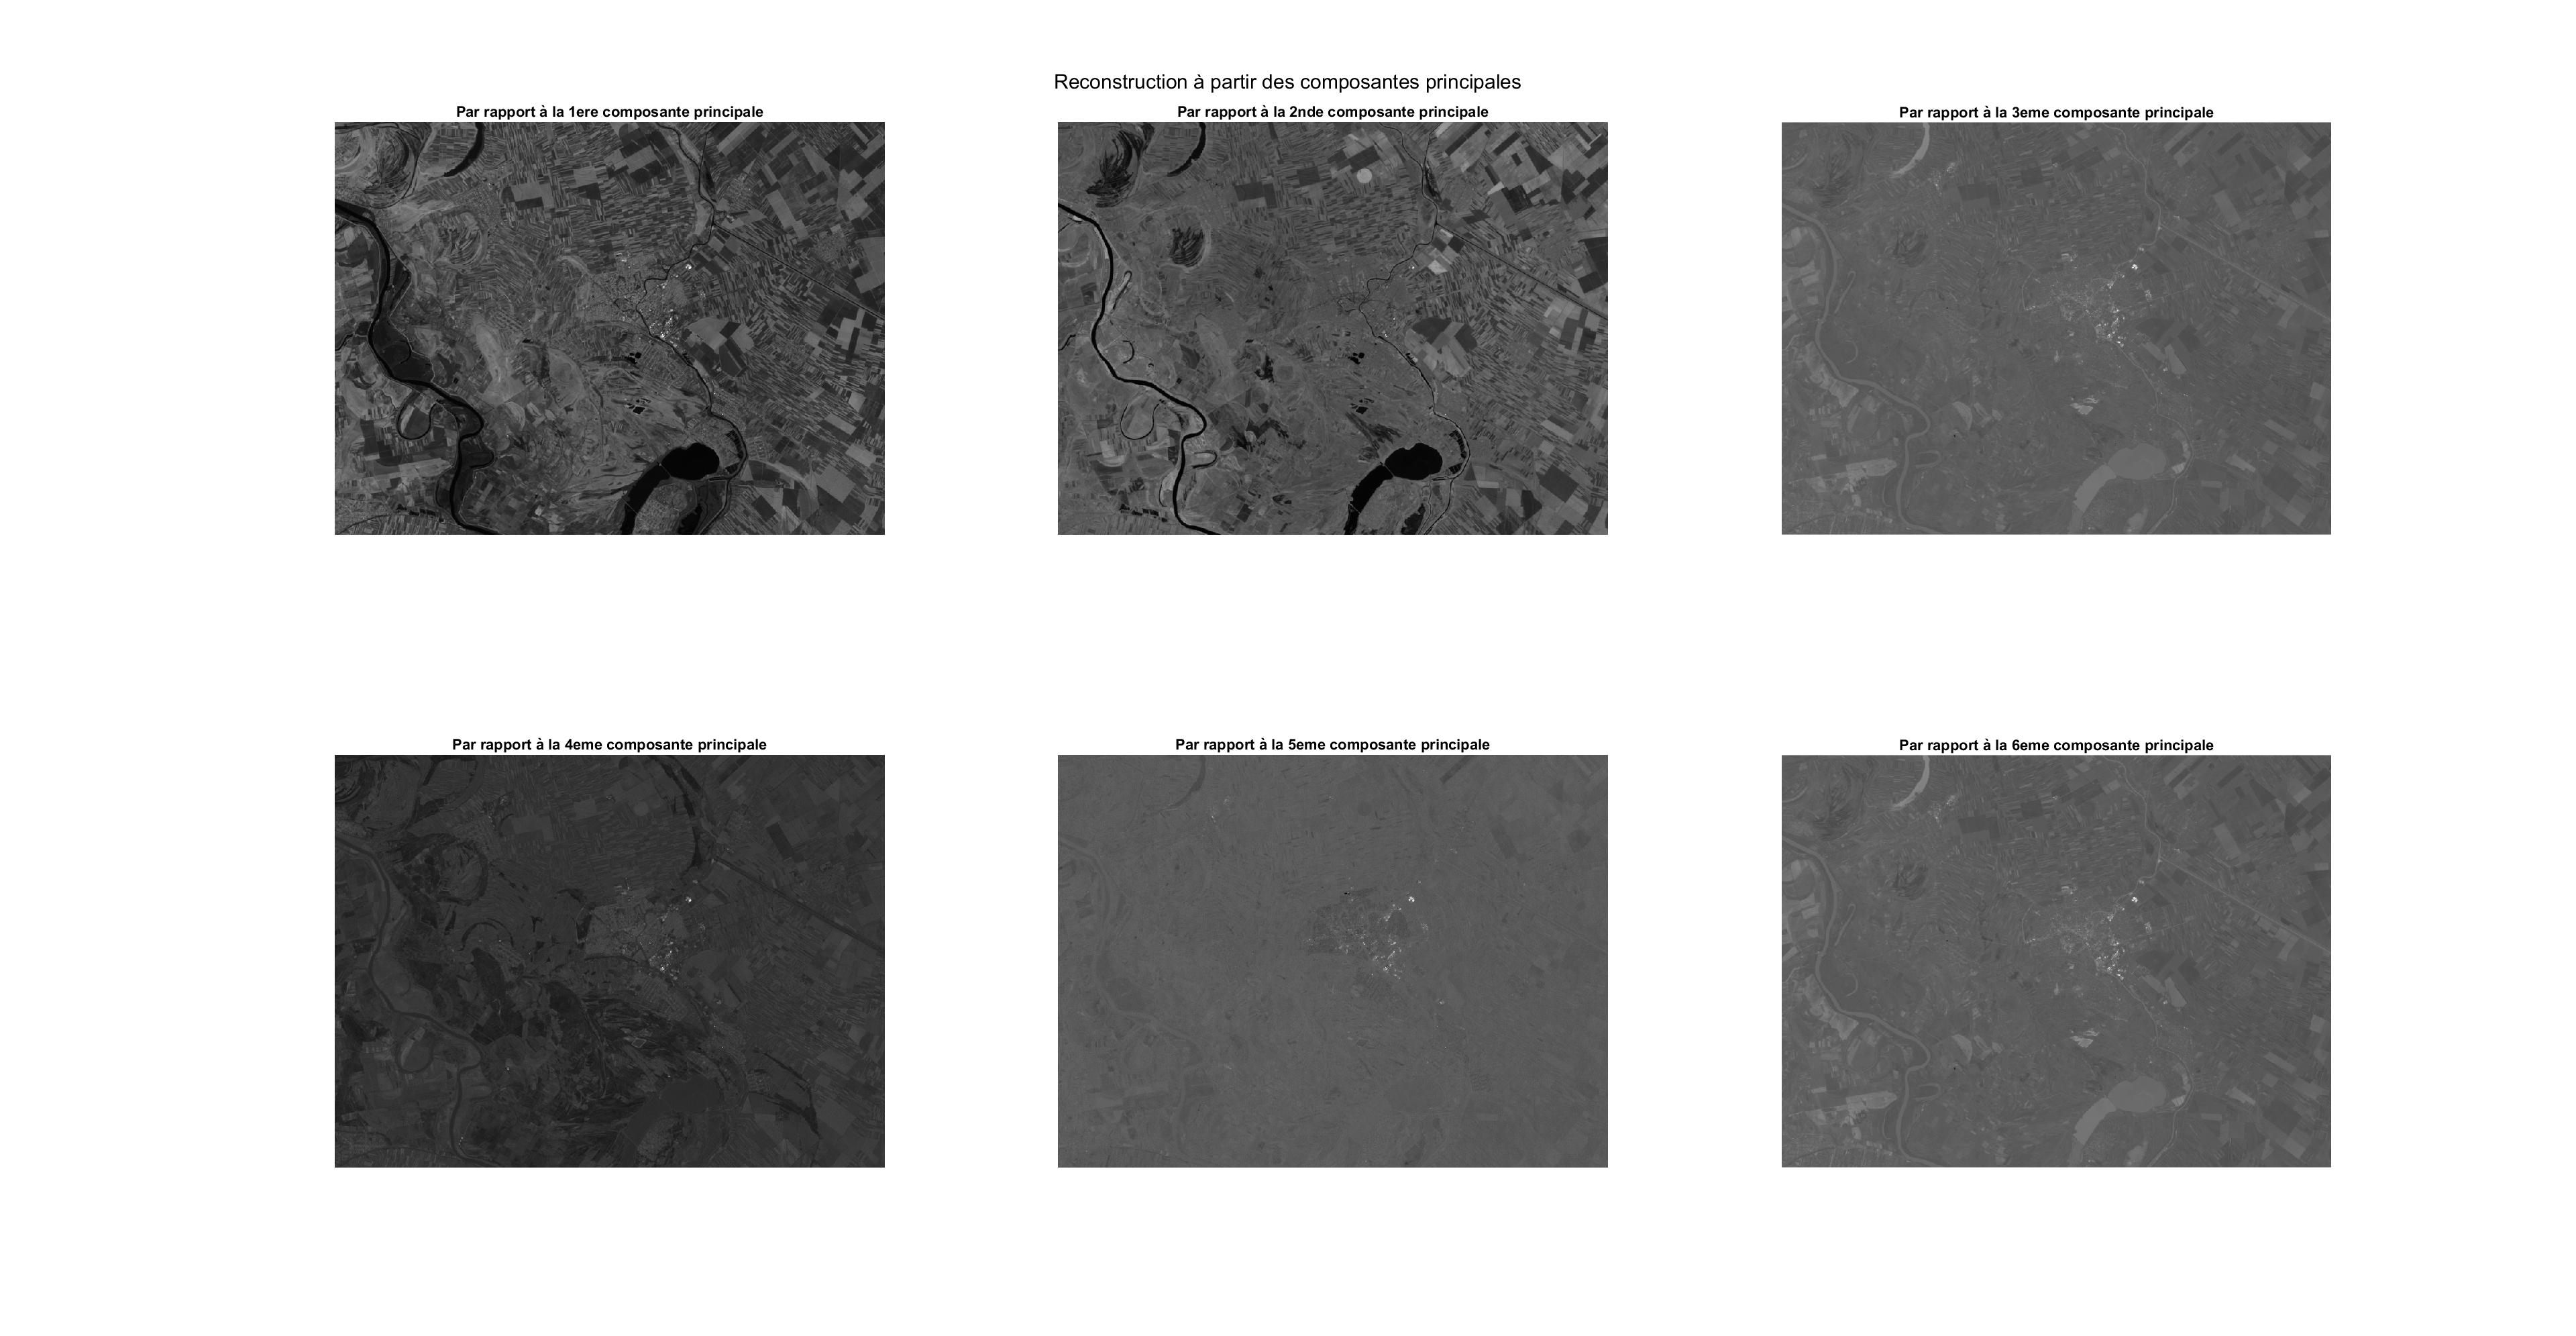 Reconstruction à partir des composantes principales
Par rapport à la 1ere composante principale
Par rapport à la 2nde composante principale
Par rapport à la 3eme composante principale
Par rapport à la 4eme composante principale
Par rapport à la 5eme composante principale
Par rapport à la 6eme composante principale